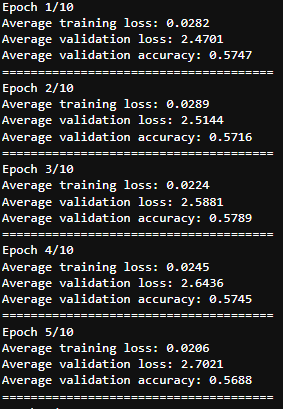 Epoch 1/10
Average training loss: 0.0282
Average validation loss: 2.4701
Average validation accuracy: 0.5747
======================================
Epoch 2/10
Average training loss: 0.0289
Average validation loss: 2.5144
Average validation accuracy: 0.5716
======================================
Epoch 3/10
Average training loss: 0.0224
Average validation loss: 2.5881
Average validation accuracy: 0.5789
======================================
Epoch 4/10
Average training loss: 0.0245
Average validation loss: 2.6436
Average validation accuracy: 0.5745
======================================
Epoch 5/10
Average training loss: 0.0206
Average validation loss: 2.7021
Average validation accuracy: 0.5688
======================================